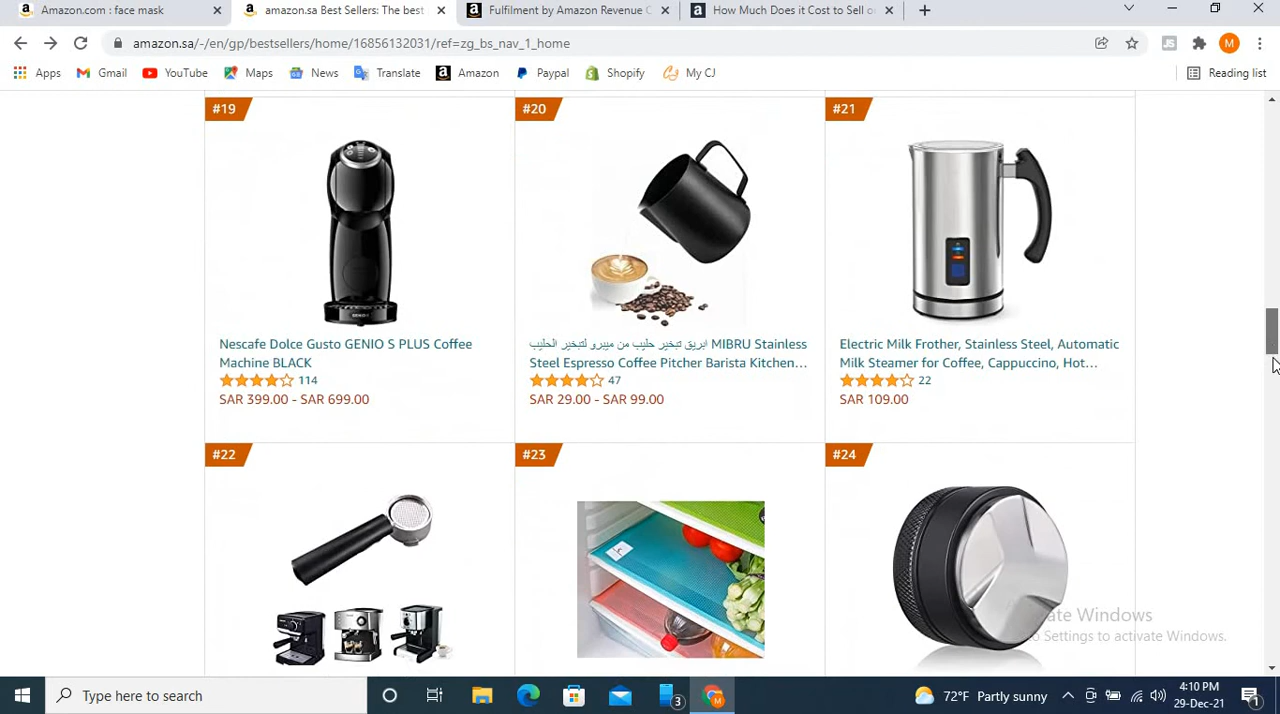 Amazon.com : face mask
amazon.sa Best Sellers: The best
Fulfilment by Amazon Revenue C
How Much Does it Cost to Sell o
amazon.sa/-/en/gp/bestsellers/home/16856132031/ref=zg_bs_nav_1_home
JS
M
Apps
Gmail
YouTube
Maps
News
Translate
Amazon
Paypal
Shopify
My CJ
Reading list
#19
#20
#21
Nescafe Dolce Gusto GENIO S PLUS Coffee
Machine BLACK
114
SAR 399.00 - SAR 699.00
ابريق تبخير حليب من ميبرو لتبخير الحليب MIBRU Stainless
Steel Espresso Coffee Pitcher Barista Kitchen...
47
SAR 29.00 - SAR 99.00
Electric Milk Frother, Stainless Steel, Automatic
Milk Steamer for Coffee, Cappuccino, Hot...
22
SAR 109.00
#22
#23
#24
ate Windows
o Settings to activate Windows.
Type here to search
3
M
72°F Partly sunny
4:10 PM
29-Dec-21
1